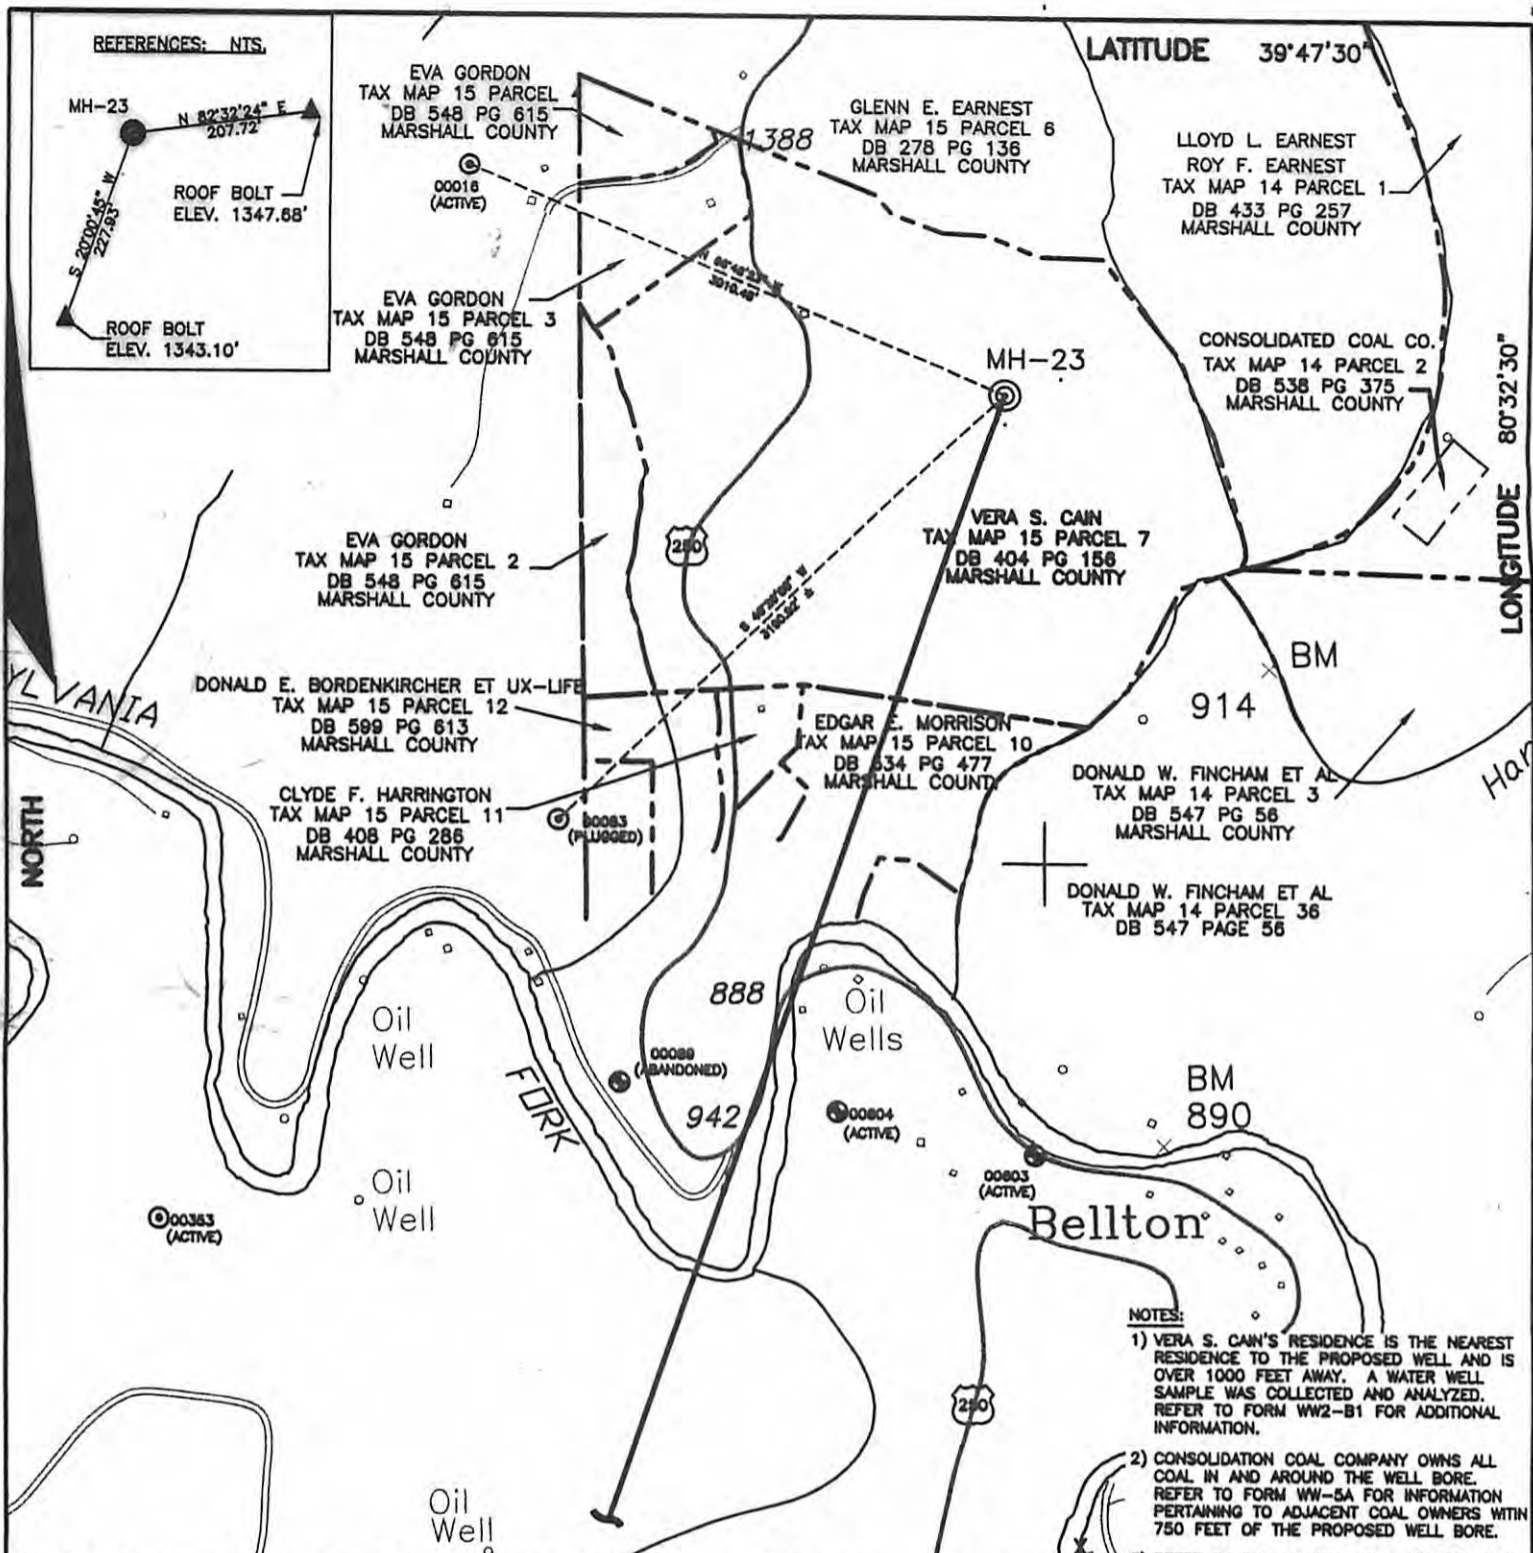 REFERENCES: NTS.
MH-23
N 82°32'24" E
207.72'
ROOF BOLT
ELEV. 1347.68'
S 20°00'45" W
227.93'
ROOF BOLT
ELEV. 1343.10'
EVA GORDON
TAX MAP 15 PARCEL
DB 548 PG 615
MARSHALL COUNTY
00016
(ACTIVE)
1388
GLENN E. EARNEST
TAX MAP 15 PARCEL 6
DB 278 PG 136
MARSHALL COUNTY
LATITUDE 39°47'30"
LLOYD L. EARNEST
ROY F. EARNEST
TAX MAP 14 PARCEL 1
DB 433 PG 257
MARSHALL COUNTY
EVA GORDON
TAX MAP 15 PARCEL 3
DB 548 PG 615
MARSHALL COUNTY
3010.48'
MH-23
CONSOLIDATED COAL CO.
TAX MAP 14 PARCEL 2
DB 538 PG 375
MARSHALL COUNTY
LONGITUDE 80°32'30"
EVA GORDON
TAX MAP 15 PARCEL 2
DB 548 PG 615
MARSHALL COUNTY
250
VERA S. CAIN
TAX MAP 15 PARCEL 7
DB 404 PG 156
MARSHALL COUNTY
BM
914
YLVANIA
DONALD E. BORDENKIRCHER ET UX-LIFE
TAX MAP 15 PARCEL 12
DB 599 PG 613
MARSHALL COUNTY
EDGAR E. MORRISON
TAX MAP 15 PARCEL 10
DB 634 PG 477
MARSHALL COUNTY
DONALD W. FINCHAM ET AL
TAX MAP 14 PARCEL 3
DB 547 PG 56
MARSHALL COUNTY
Har
CLYDE F. HARRINGTON
TAX MAP 15 PARCEL 11
DB 408 PG 286
MARSHALL COUNTY
00083
(PLUGGED)
NORTH
DONALD W. FINCHAM ET AL
TAX MAP 14 PARCEL 36
DB 547 PAGE 56
888
Oil
Wells
Oil
Well
FORK
00089
(ABANDONED)
942
00604
(ACTIVE)
BM
890
00603
(ACTIVE)
Bellton
Oil
Well
00353
(ACTIVE)
250
Oil
Well
NOTES:
1) VERA S. CAIN'S RESIDENCE IS THE NEAREST
RESIDENCE TO THE PROPOSED WELL AND IS
OVER 1000 FEET AWAY. A WATER WELL
SAMPLE WAS COLLECTED AND ANALYZED.
REFER TO FORM WW2-B1 FOR ADDITIONAL
INFORMATION.
2) CONSOLIDATION COAL COMPANY OWNS ALL
COAL IN AND AROUND THE WELL BORE.
REFER TO FORM WW-5A FOR INFORMATION
PERTAINING TO ADJACENT COAL OWNERS WITIN
750 FEET OF THE PROPOSED WELL BORE.